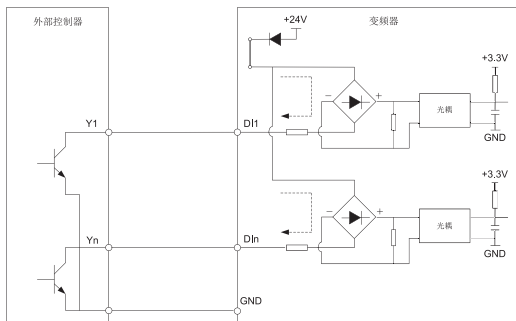 外部控制器
变频器
+24V
+3.3V
Y1
DI1
－
+
光耦
GND
+3.3V
Yn
DIn
－
+
光耦
GND
GND